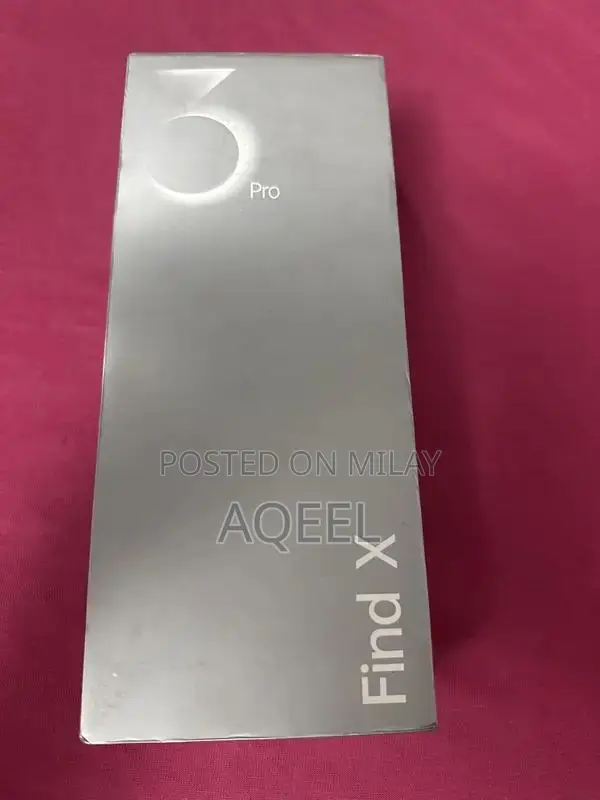 3
Pro
POSTED ON MILAY
AQEEL
Find X